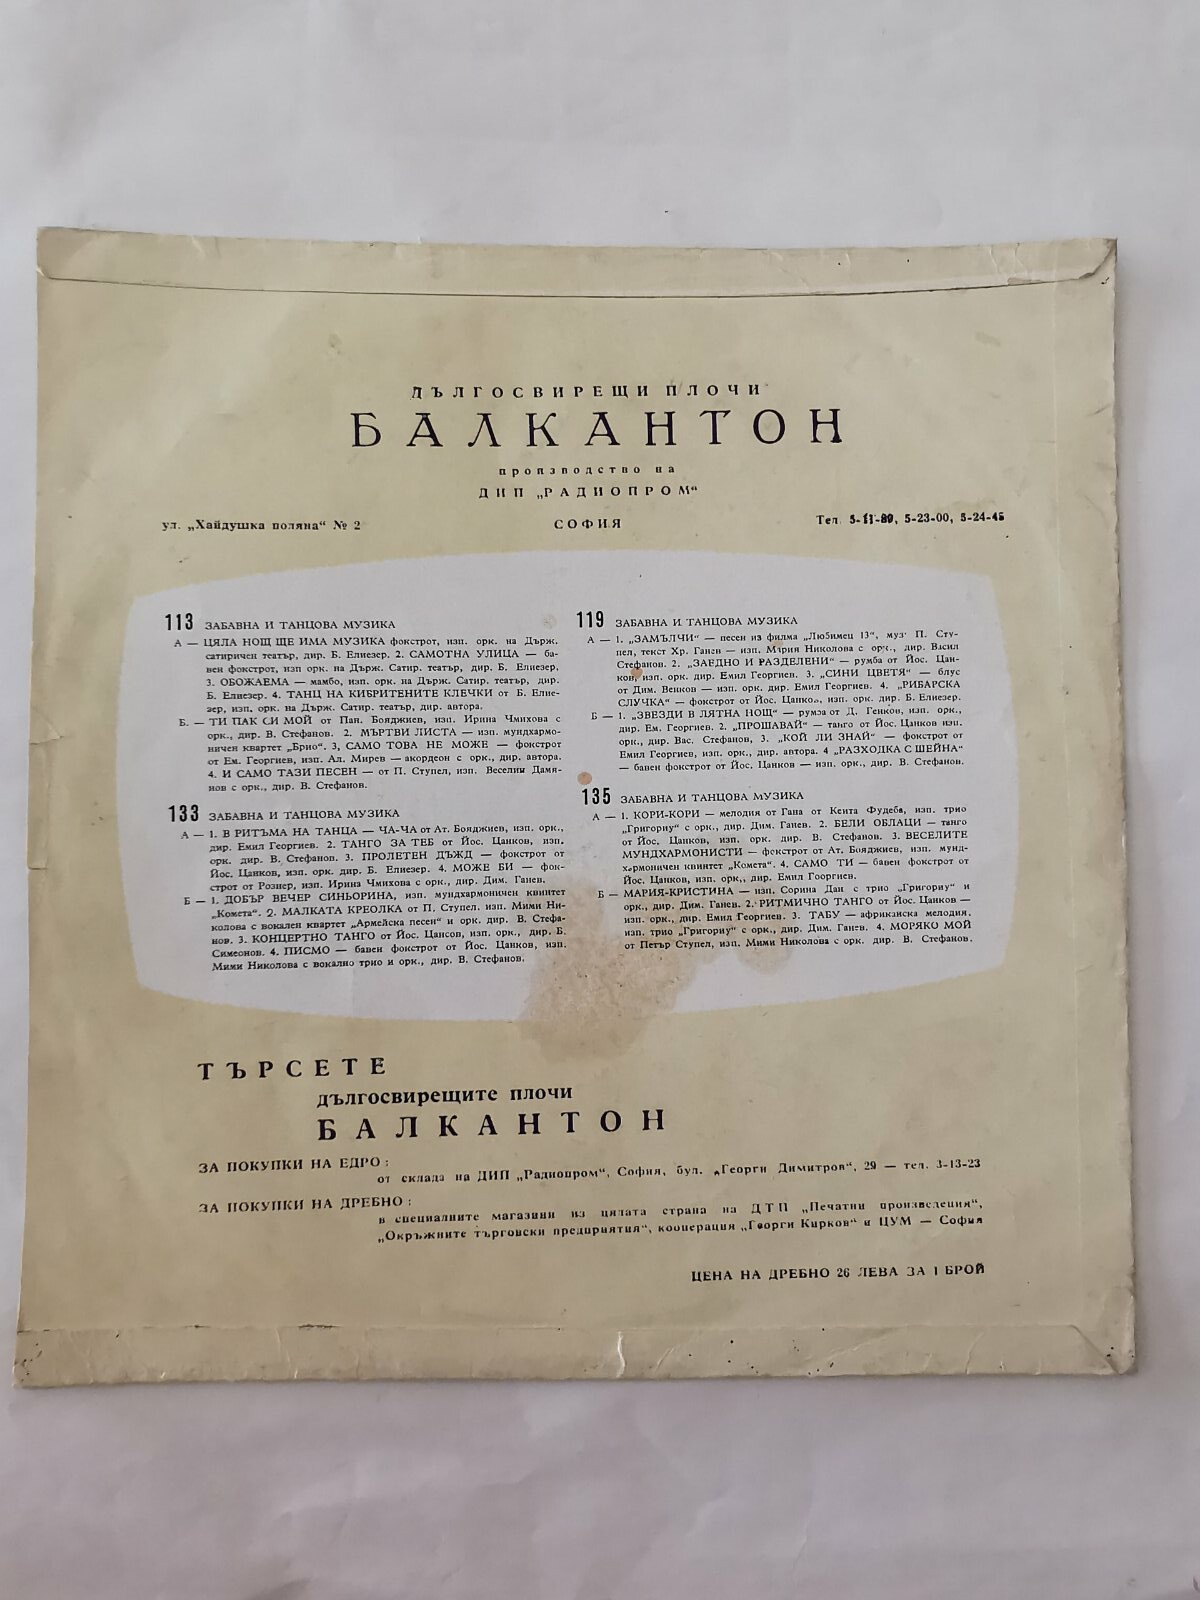 ДЪЛГОСВИРЕЩИ ПЛОЧИ
БАЛКАНТОН
производство на
ДИП „РАДИОПРОМ“
ул. „Хайдушка поляна“ № 2
СОФИЯ
Тел. 5-11-89, 5-23-00, 5-24-45
113 ЗАБАВНА И ТАНЦОВА МУЗИКА
А — ЦЯЛА НОЩ ЩЕ ИМА МУЗИКА фокстрот, изп. орк. на Държ.
сатиричен театър, дир. Б. Елиезер. 2. САМОТНА УЛИЦА — ба-
вен фокстрот, изп орк. на Държ. Сатир. театър, дир. Б. Елиезер,
3. ОБОЖАЕМА — мамбо, изп. орк. на Държ. Сатир. театър, дир.
Б. Елиезер. 4. ТАНЦ НА КИБРИТЕНИТЕ КЛЕЧКИ от Б. Елие-
зер, изп. орк. на Държ. Сатир. театър, дир. автора.
Б. — ТИ ПАК СИ МОЙ от Пан. Бояджиев, изп. Ирина Чмихова с
орк., дир. В. Стефанов. 2. МЪРТВИ ЛИСТА — изп. мундхармо-
ничен квартет „Брио“. 3, САМО ТОВА НЕ МОЖЕ — фокстрот
от Ем. Георгиев, изп. Ал. Мирев — акордеон с орк., дир. автора.
4. И САМО ТАЗИ ПЕСЕН — от П. Ступел, изп. Веселин Дамя-
нов с орк., дир. В. Стефанов.
133 ЗАБАВНА И ТАНЦОВА МУЗИКА
А — 1. В РИТЪМА НА ТАНЦА — ЧА-ЧА от Ат. Бояджиев, изп. орк.,
дир. Емил Георгиев. 2. ТАНГО ЗА ТЕБ от Йос. Цанков, изп.
орк. дир. В. Стефанов. 3. ПРОЛЕТЕН ДЪЖД — фокстрот от
Йос. Цанков, изп. орк. дир. Б. Елиезер. 4. МОЖЕ БИ — фок-
строт от Рознер, изп. Ирина Чмихова с орк., дир. Дим. Ганев.
Б — 1. ДОБЪР ВЕЧЕР СИНЬОРИНА, изп. мундхармоничен квинтет
„Комета“. 2. МАЛКАТА КРЕОЛКА от П. Ступел. изп. Мими Ни-
колова с вокален квартет „Армейска песен“ и орк. дир. В. Стефа-
нов. 3. КОНЦЕРТНО ТАНГО от Йос. Цансов, изп. орк., дир. Б.
Симеонов. 4. ПИСМО — бавен фокстрот от Йос. Цанков, изп.
Мими Николова с вокално трио и орк., дир. В. Стефанов.
119 ЗАБАВНА И ТАНЦОВА МУЗИКА
А — 1. „ЗАМЪЛЧИ“ — песен из филма „Любимец 13“, муз. П. Сту-
пел, текст Хр. Ганев — изп. Мария Николова с орк., дир. Васил
Стефанов. 2. „ЗАЕДНО И РАЗДЕЛЕНИ“ — румба от Йос. Цан-
ков, изп. орк. дир. Емил Георгиев. 3. „СИНИ ЦВЕТЯ“ — блус
от Дим. Венков — изп. орк. дир. Емил Георгиев. 4. „РИБАРСКА
СЛУЧКА“ — фокстрот от Йос. Цанков, изп. орк. дир. Б. Елиезер.
Б — 1. „ЗВЕЗДИ В ЛЯТНА НОЩ“ — румза от Д. Генков, изп. орк.,
дир. Ем. Георгиев. 2. „ПРОШАВАЙ“ — танго от Йос. Цанков изп.
орк., дир. Вас. Стефанов, 3. „КОЙ ЛИ ЗНАЙ“ — фокстрот от
Емил Георгиев, изп. орк., дир. автора. 4 „РАЗХОДКА С ШЕЙНА“
— бавен фокстрот от Йос. Цанков — изп. орк., дир. В. Стефанов.
135 ЗАБАВНА И ТАНЦОВА МУЗИКА
А — 1. КОРИ-КОРИ — мелодия от Гана от Кеита Фудеба, изп. трио
„Григориу“ с орк., дир. Дим. Ганев. 2. БЕЛИ ОБЛАЦИ — танго
от Йос. Цанков, изп. орк. дир. В. Стефанов. 3. ВЕСЕЛИТЕ
МУНДХАРМОНИСТИ — фокстрот от Ат. Бояджиев, изп. мунд-
хармоничен квинтет „Комета“. 4. САМО ТИ — бавен фокстрот от
Йос. Цанков, изп. орк., дир. Емил Гооргиев.
Б — МАРИЯ-КРИСТИНА — изп. Сорина Дан с трио „Григориу“ и
орк., дир. Дим. Ганев. 2. РИТМИЧНО ТАНГО от Йос. Цанков —
изп. орк., дир. Емил Георгиев. 3. ТАБУ — африканска мелодия,
изп. трио „Григориу“ с орк., дир. Дим. Ганев. 4. МОРЯКО МОЙ
от Петър Ступел, изп. Мими Николова с орк. дир. В. Стефанов.
ТЪРСЕТЕ
дългосвирещите плочи
БАЛКАНТОН
ЗА ПОКУПКИ НА ЕДРО:
от склада на ДИП „Радиопром“, София, бул. „Георги Димитров“, 29 — тел. 3-13-23
ЗА ПОКУПКИ НА ДРЕБНО:
в специалните магазини из цялата страна на ДТП „Печатни произведения“,
„Окръжните търговски предприятия“, кооперация „Георги Кирков“ и ЦУМ — София
ЦЕНА НА ДРЕБНО 26 ЛЕВА ЗА 1 БРОЙ